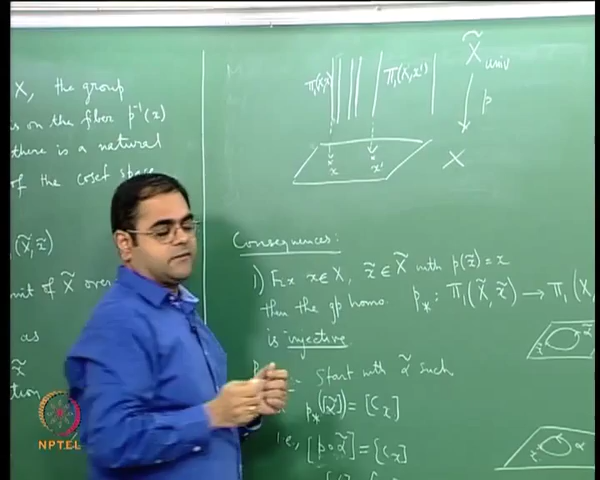 X, the group
on the fiber p⁻¹(x)
there is a natural
of the coset space
(X̃, x̃)
of X̃ over
as
x̃
π₁(X,x)
π₁(X,x')
x
x'
X̃univ
p
X
Consequences:
1) Fix x∈X, x̃ ∈ X̃ with p(x̃) = x
then the gp homo. p* : π₁(X̃, x̃) → π₁(X,
is injective
Start with α̃ such
p*([α̃]) = [cₓ]
i.e, [p∘α̃] = {cₓ]
x̃
α̃
α
NPTEL